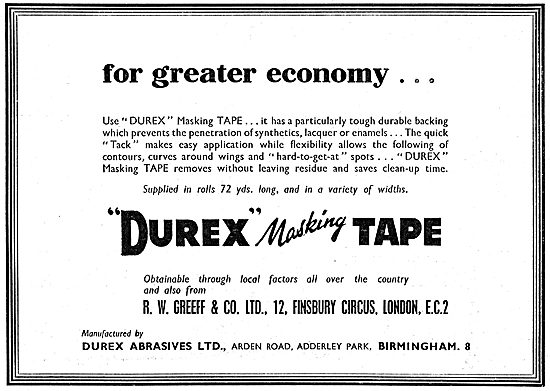 for greater economy . . .
Use "DUREX" Masking TAPE . . . it has a particularly tough durable backing
which prevents the penetration of synthetics, lacquer or enamels . . . The quick
"Tack" makes easy application while flexibility allows the following of
contours, curves around wings and "hard-to-get-at" spots . . . "DUREX"
Masking TAPE removes without leaving residue and saves clean-up time.
Supplied in rolls 72 yds. long, and in a variety of widths.
"DUREX" Masking TAPE
Obtainable through local factors all over the country
and also from
R. W. GREEFF & CO. LTD., 12, FINSBURY CIRCUS, LONDON, E.C.2
Manufactured by
DUREX ABRASIVES LTD., ARDEN ROAD, ADDERLEY PARK, BIRMINGHAM. 8